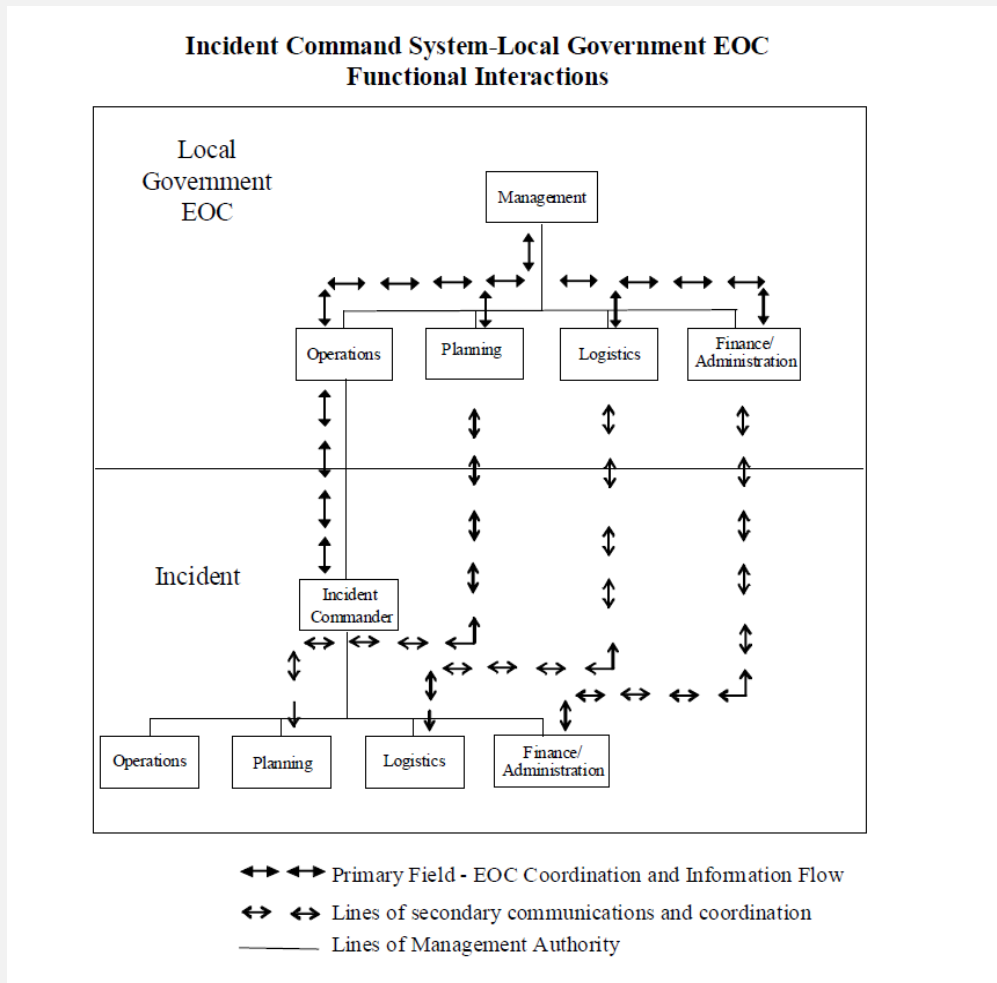 Incident Command System-Local Government EOC
Functional Interactions
Local
Government
EOC
Management
Operations
Planning
Logistics
Finance/
Administration
Incident
Incident
Commander
Operations
Planning
Logistics
Finance/
Administration
Primary Field - EOC Coordination and Information Flow
Lines of secondary communications and coordination
Lines of Management Authority